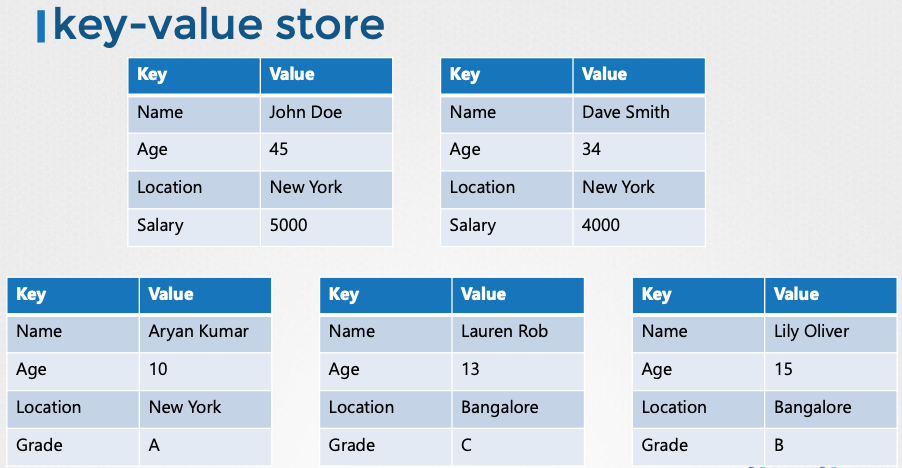 key-value store
Key Value
Name John Doe
Age 45
Location New York
Salary 5000
Key Value
Name Dave Smith
Age 34
Location New York
Salary 4000
Key Value
Name Aryan Kumar
Age 10
Location New York
Grade A
Key Value
Name Lauren Rob
Age 13
Location Bangalore
Grade C
Key Value
Name Lily Oliver
Age 15
Location Bangalore
Grade B